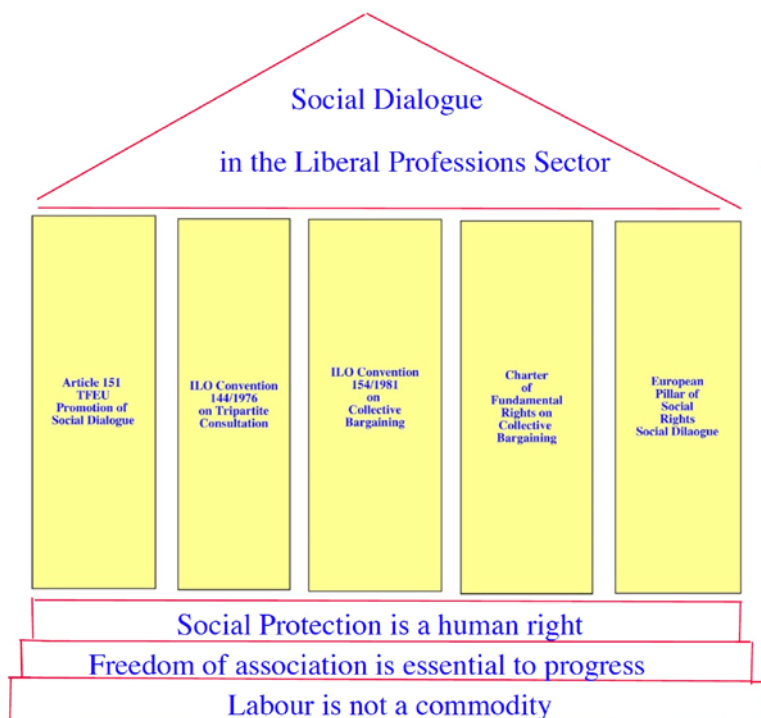 Social Dialogue
in the Liberal Professions Sector
Article 151
TFEU
Promotion of
Social Dialogue
ILO Convention
144/1976
on Tripartite
Consultation
ILO Convention
154/1981
on
Collective
Bargaining
Charter
of
Fundamental
Rights on
Collective
Bargaining
European
Pillar of
Social
Rights
Social Dilaogue
Social Protection is a human right
Freedom of association is essential to progress
Labour is not a commodity